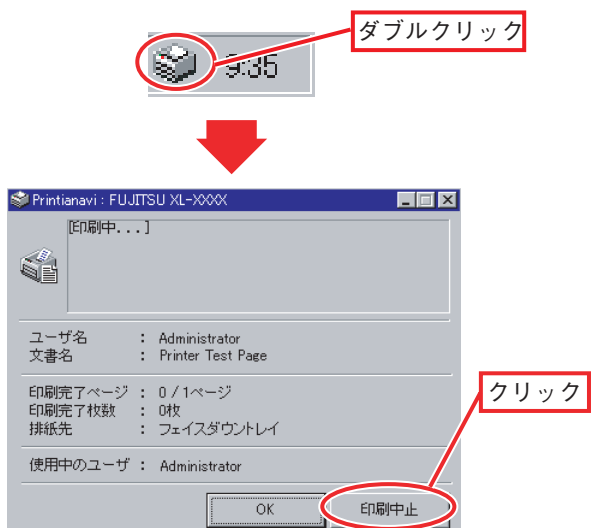 ダブルクリック
9:35
Printianavi : FUJITSU XL-XXXX
[印刷中...]
ユーザ名 : Administrator
文書名 : Printer Test Page
印刷完了ページ : 0 / 1ページ
印刷完了枚数 : 0枚
排紙先 : フェイスダウントレイ
クリック
使用中のユーザ : Administrator
OK
印刷中止